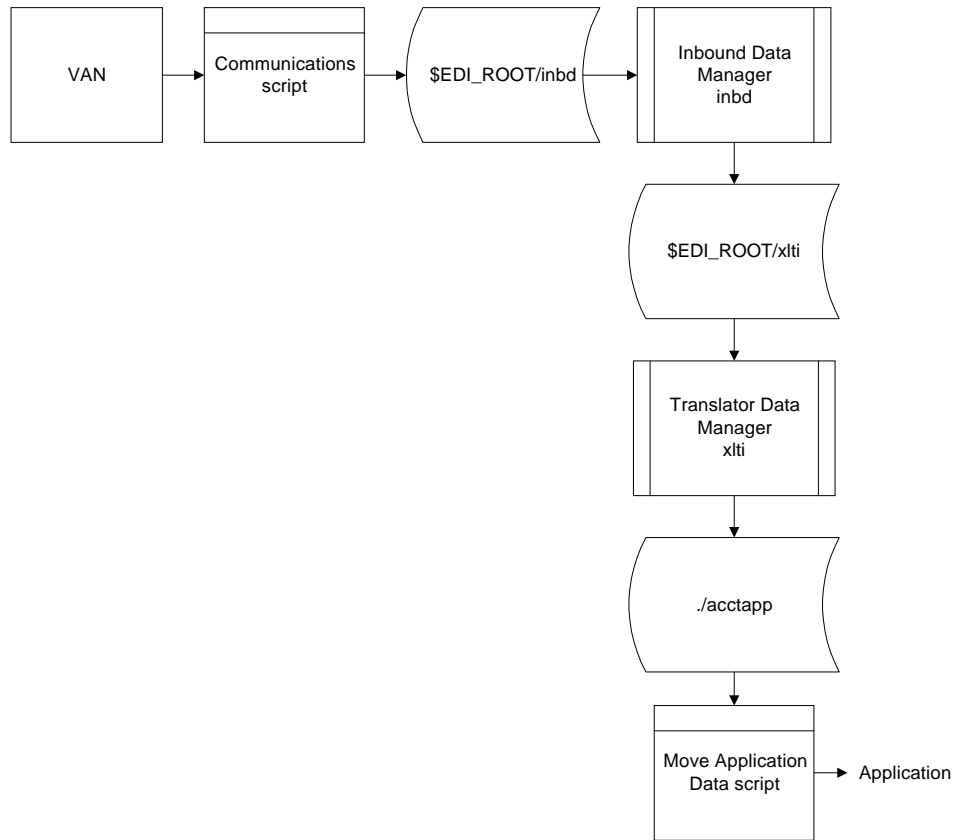 VAN
Communications
script
$EDI_ROOT/inbd
Inbound Data
Manager
inbd
$EDI_ROOT/xlti
Translator Data
Manager
xlti
./acctapp
Move Application
Data script
Application